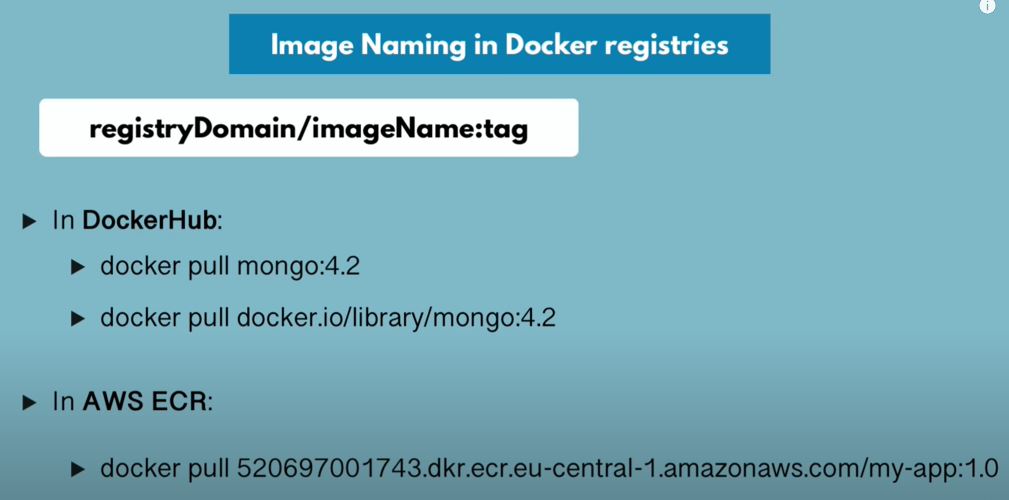 Image Naming in Docker registries
registryDomain/imageName:tag
In DockerHub:
docker pull mongo:4.2
docker pull docker.io/library/mongo:4.2
In AWS ECR:
docker pull 520697001743.dkr.ecr.eu-central-1.amazonaws.com/my-app:1.0